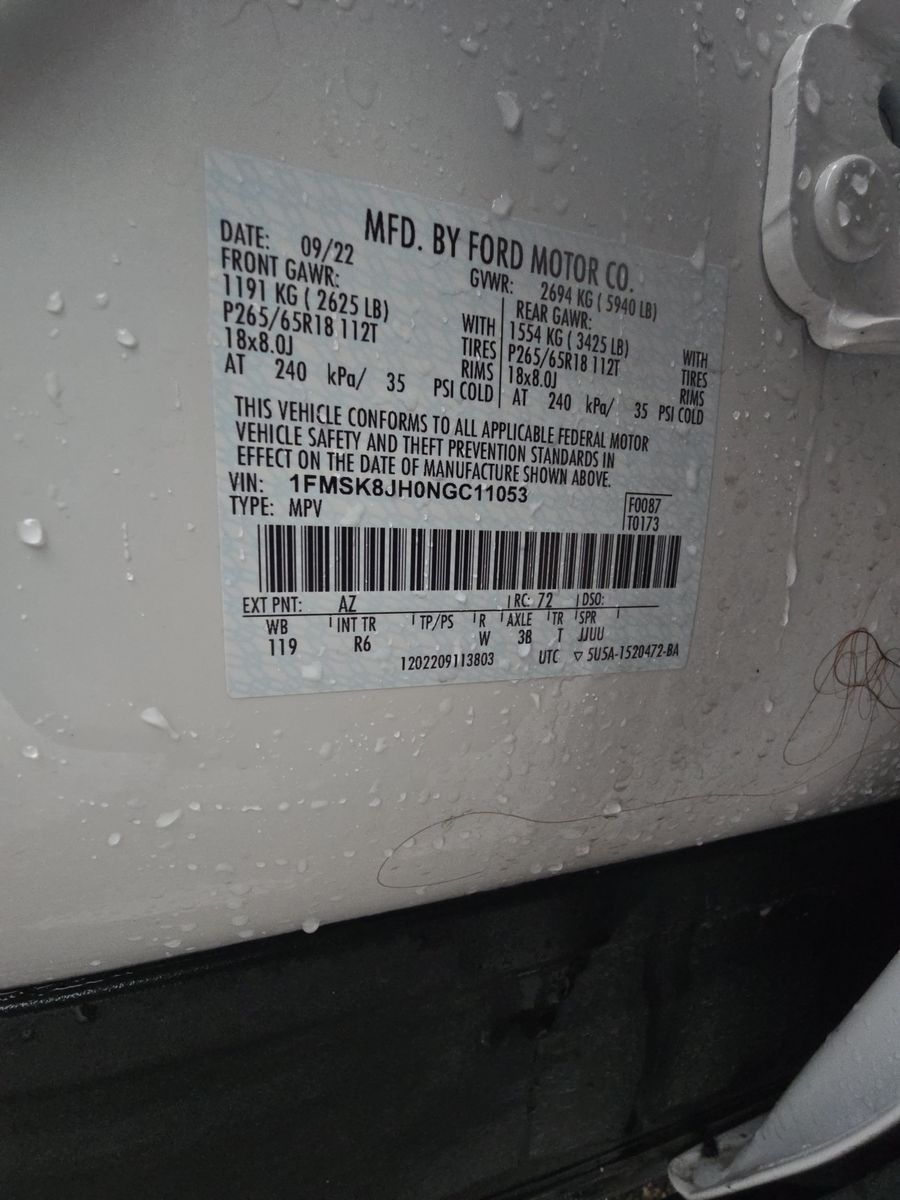 MFD. BY FORD MOTOR CO.
DATE: 09/22 GVWR: 2694 KG ( 5940 LB)
FRONT GAWR: REAR GAWR:
1191 KG ( 2625 LB) WITH 1554 KG ( 3425 LB) WITH
P265/65R18 112T TIRES P265/65R18 112T TIRES
18x8.0J RIMS 18x8.0J RIMS
AT 240 kPa/ 35 PSI COLD AT 240 kPa/ 35 PSI COLD
THIS VEHICLE CONFORMS TO ALL APPLICABLE FEDERAL MOTOR
VEHICLE SAFETY AND THEFT PREVENTION STANDARDS IN
EFFECT ON THE DATE OF MANUFACTURE SHOWN ABOVE.
VIN: 1FMSK8JH0NGC11053
TYPE: MPV F0087
T0173
EXT PNT: AZ RC: 72 DSO:
WB INT TR TP/PS R AXLE TR SPR
119 R6 W 3B T JJUU
1202209113803 UTC ▽ 5U5A-1520472-BA